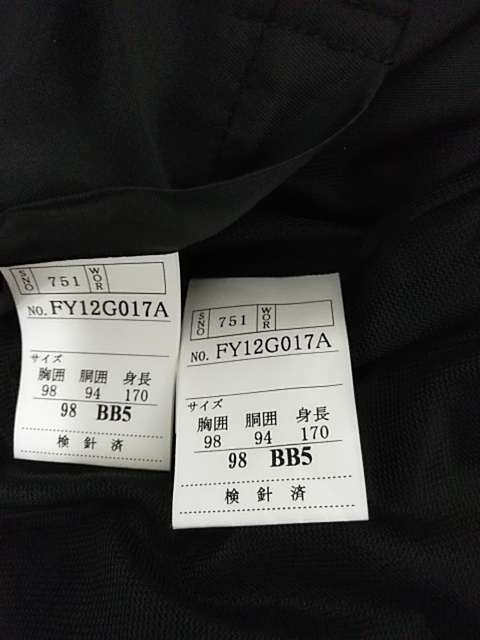 SNO 751 WOR
NO. FY12G017A
サイズ
胸囲 胴囲 身長
98 94 170
98 BB5
検針済
SNO 751 WOR
NO. FY12G017A
サイズ
胸囲 胴囲 身長
98 94 170
98 BB5
検針済